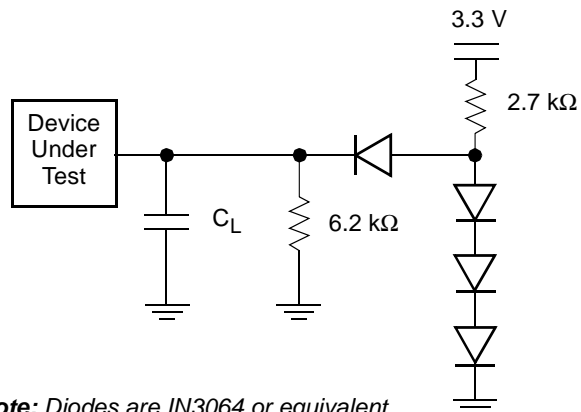 3.3 V
2.7 kΩ
Device
Under
Test
C_L
6.2 kΩ
ote: Diodes are IN3064 or equivalent